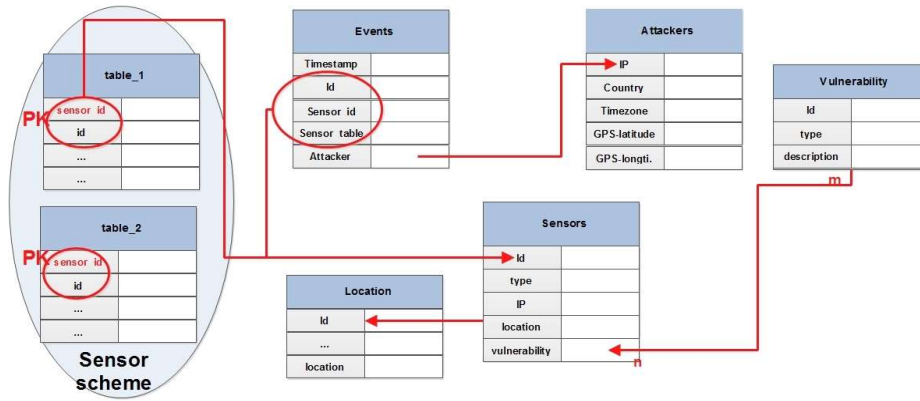 table_1
sensor id
PK
id
...
...
table_2
PK
sensor id
id
...
...
Sensor
scheme
Events
Timestamp
Id
Sensor id
Sensor table
Attacker
Attackers
IP
Country
Timezone
GPS-latitude
GPS-longti.
Vulnerability
Id
type
description
m
Sensors
Id
type
IP
location
vulnerability
n
Location
Id
...
location